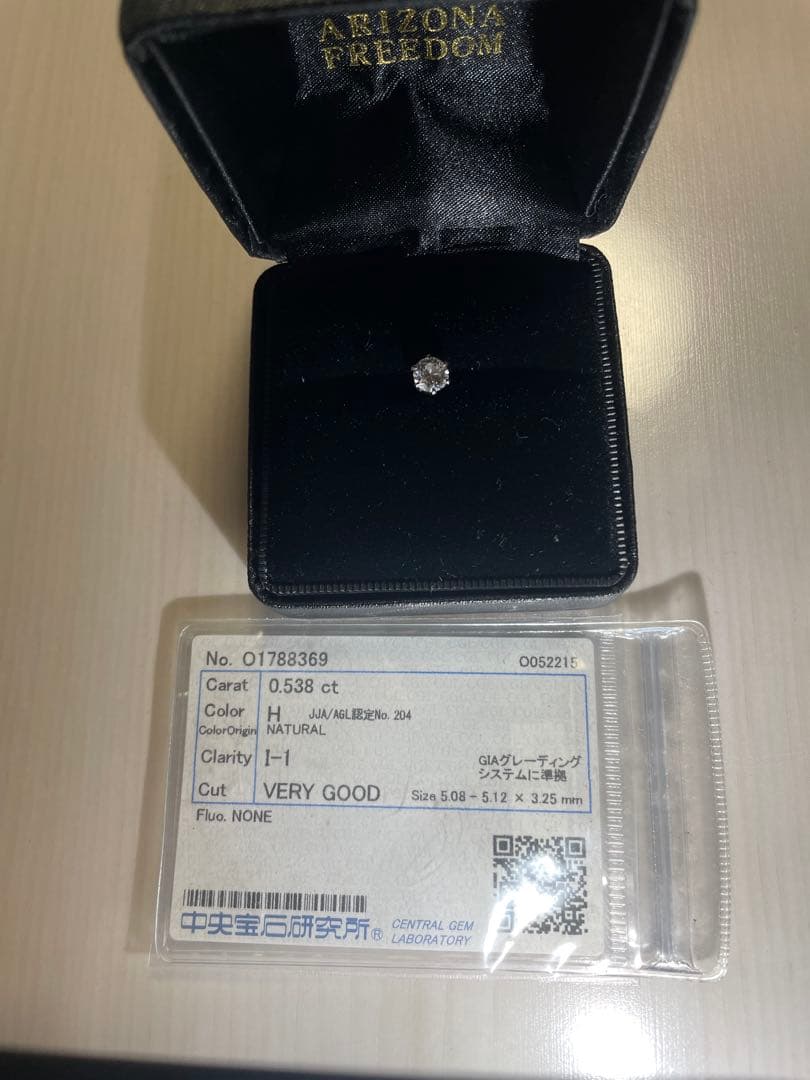 ARIZONA
FREEDOM
No. O1788369 O052215
Carat 0.538 ct
Color H JJA/AGL認定No. 204
ColorOrigin NATURAL
Clarity I-1 GIAグレーディング
システムに準拠
Cut VERY GOOD Size 5.08 - 5.12 × 3.25 mm
Fluo. NONE
中央宝石研究所® CENTRAL GEM
LABORATORY